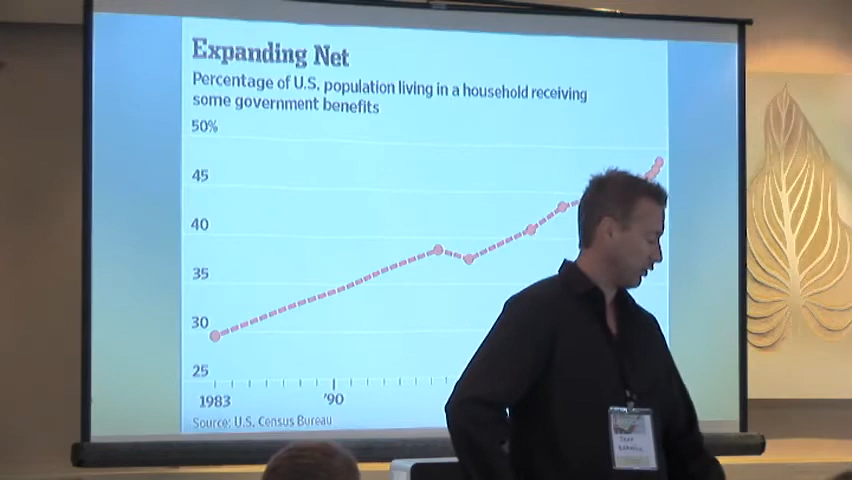 Expanding Net
Percentage of U.S. population living in a household receiving
some government benefits
50%
45
40
35
30
25
1983
'90
Source: U.S. Census Bureau